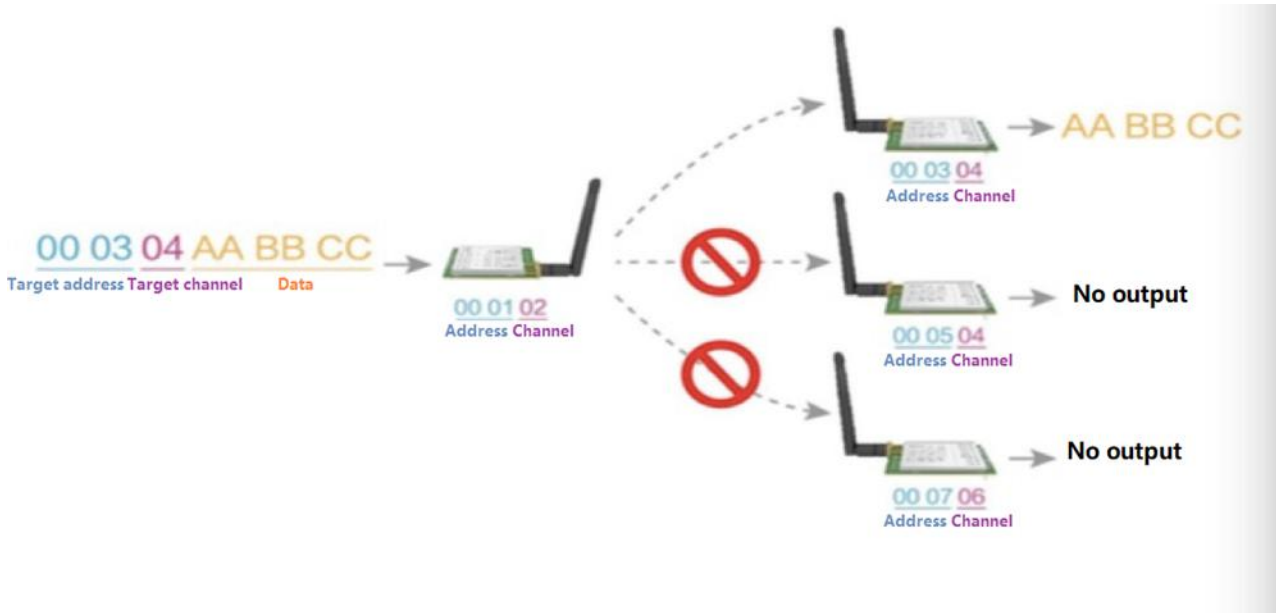 00 03 04 AA BB CC
Target address Target channel Data
00 01 02
Address Channel
AA BB CC
00 03 04
Address Channel
No output
00 05 04
Address Channel
No output
00 07 06
Address Channel